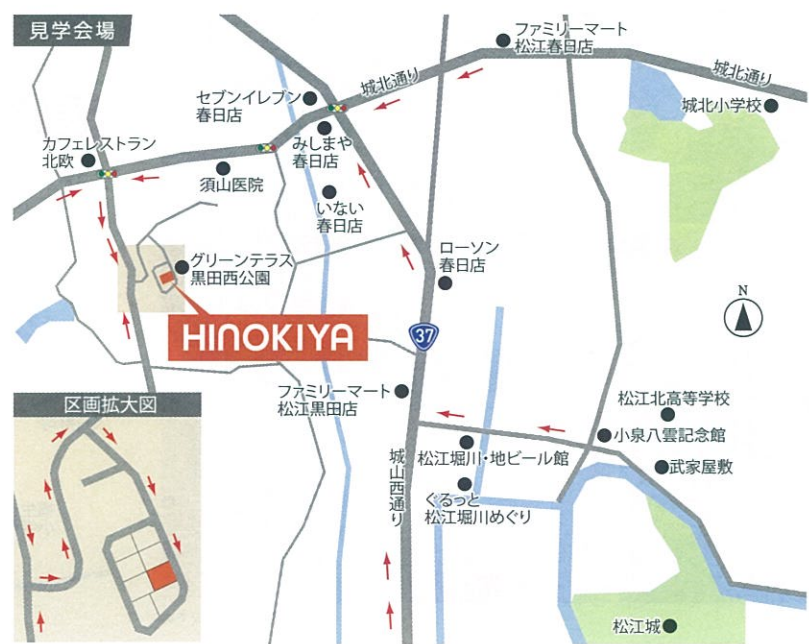 見学会場
ファミリーマート
松江春日店
城北通り
城北通り
城北小学校
セブンイレブン
春日店
みしまや
春日店
カフェレストラン
北欧
須山医院
いない
春日店
ローソン
春日店
グリーンテラス
黒田西公園
N
HINOKIYA
37
区画拡大図
ファミリーマート
松江黒田店
松江北高等学校
小泉八雲記念館
松江堀川・地ビール館
武家屋敷
城山西通り
ぐるっと
松江堀川めぐり
松江城